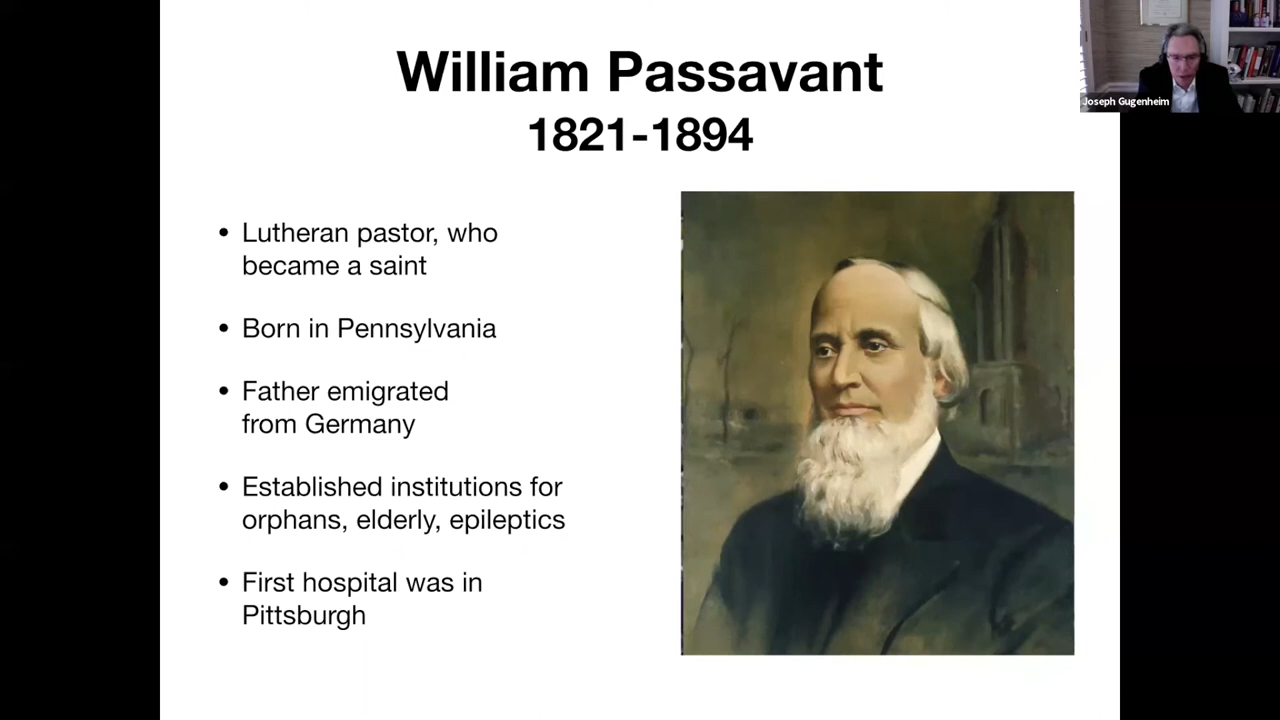 William Passavant
1821-1894
Joseph Gugenheim
• Lutheran pastor, who
became a saint
• Born in Pennsylvania
• Father emigrated
from Germany
• Established institutions for
orphans, elderly, epileptics
• First hospital was in
Pittsburgh